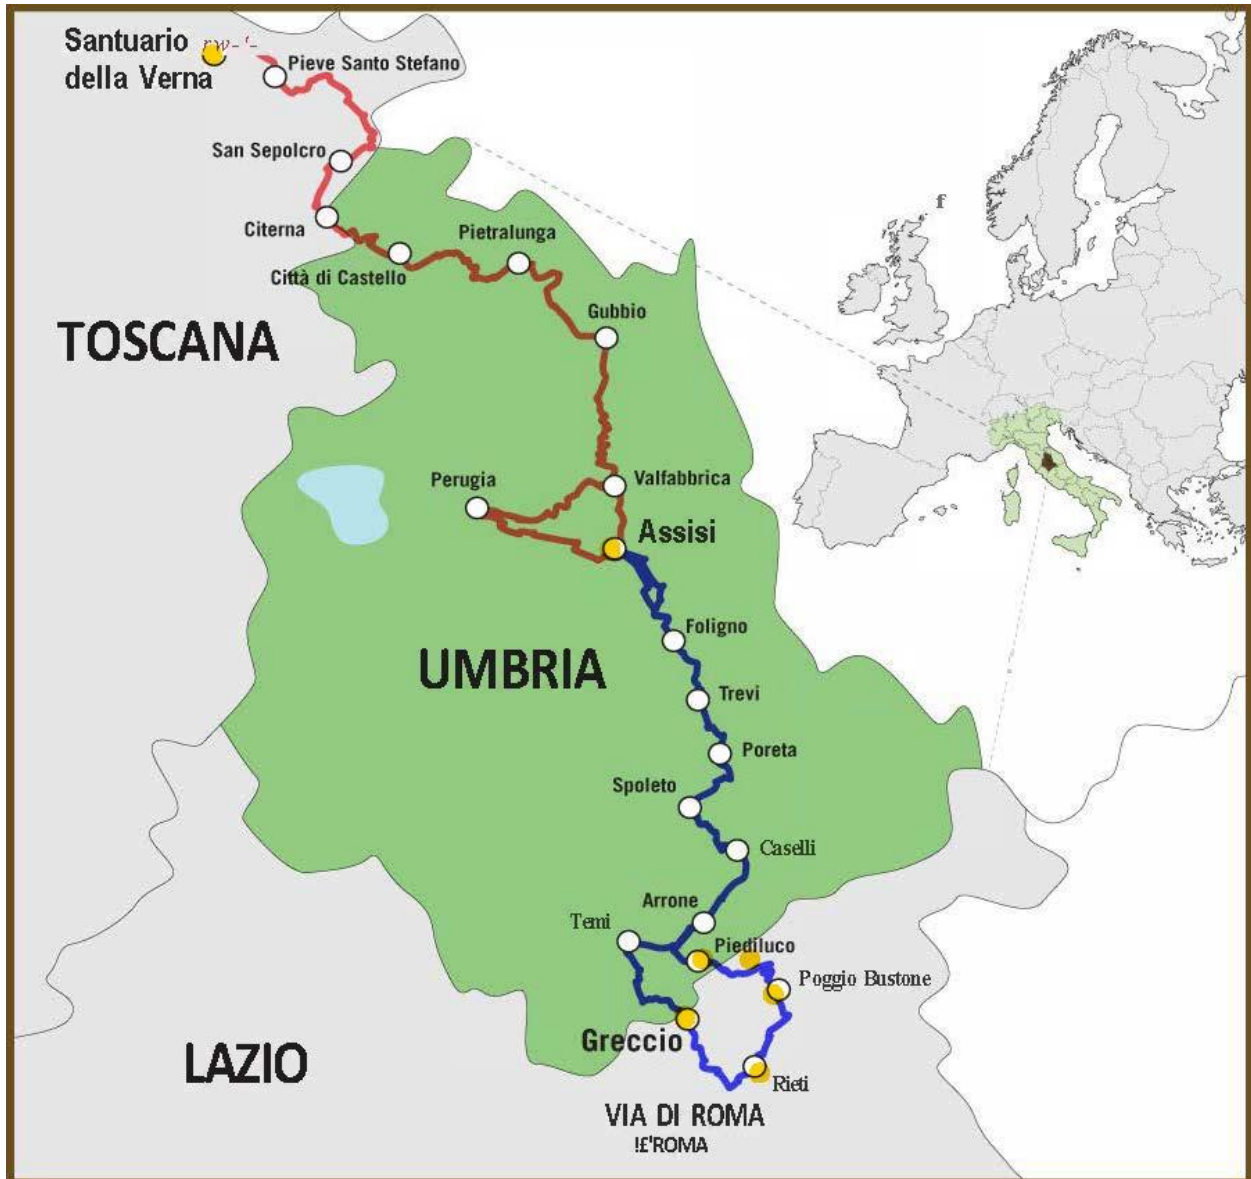 Santuario
della Verna
Pieve Santo Stefano
San Sepolcro
Citerna
Città di Castello
Pietralunga
Gubbio
TOSCANA
Perugia
Valfabbrica
Assisi
UMBRIA
Foligno
Trevi
Poreta
Spoleto
Caselli
Arrone
Temi
Piediluco
Poggio Bustone
Greccio
LAZIO
Rieti
VIA DI ROMA
!£'ROMA
f